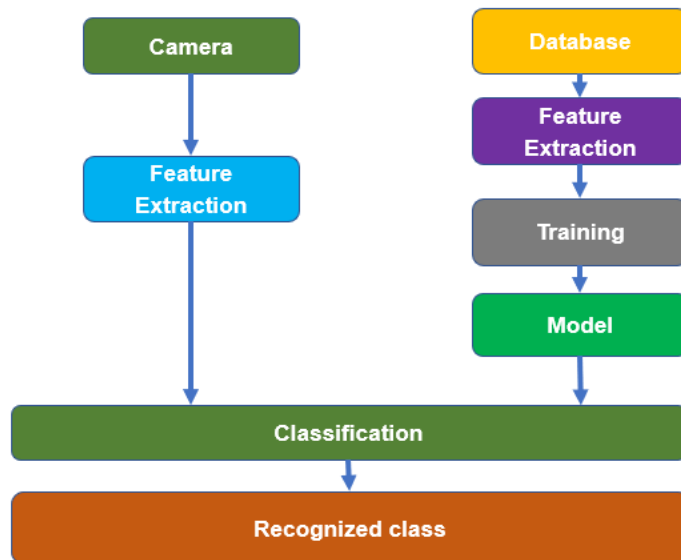 Camera
Database
Feature
Extraction
Feature
Extraction
Training
Model
Classification
Recognized class